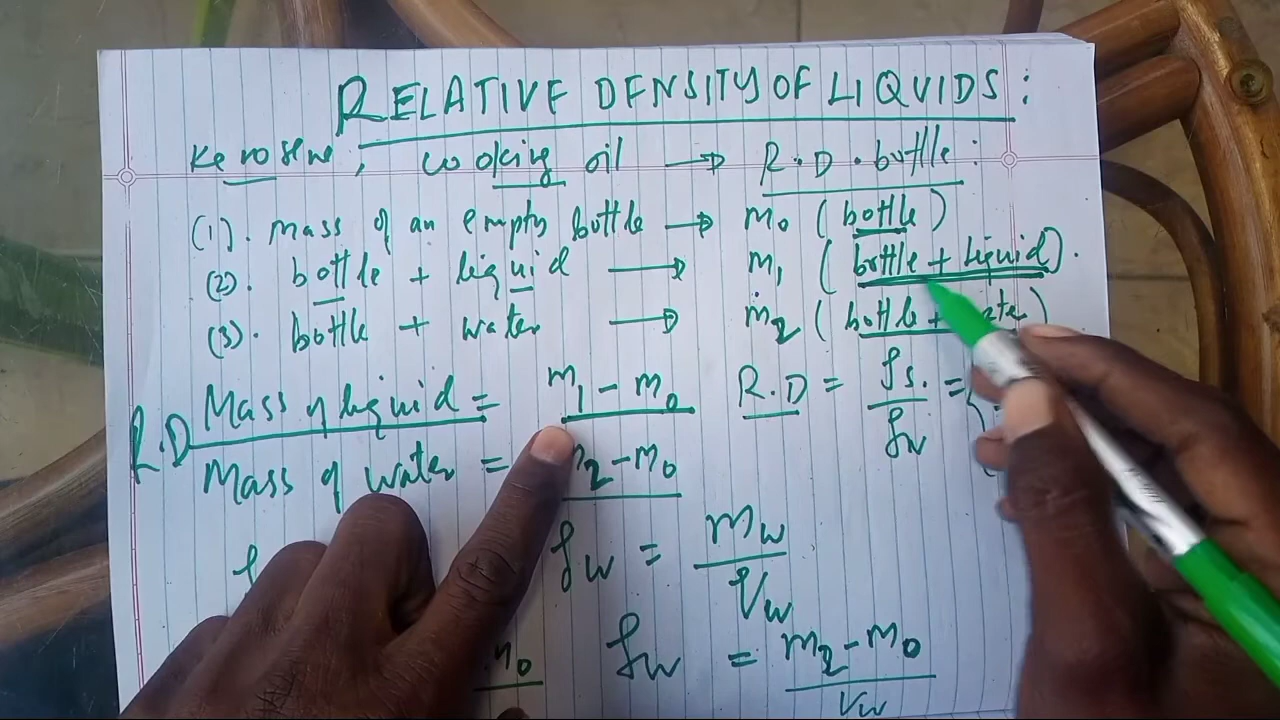 RELATIVE DENSITY OF LIQUIDS :
Kerosene ; cooking oil → R.D. bottle :
(1). Mass of an empty bottle → m₀ (bottle)
(2). bottle + liquid → m₁ (bottle + liquid).
(3). bottle + water → m₂ (bottle +
R.D Mass of liquid = m₁ - m₀
R.D = ρs. / ρw =
Mass of water = m₂ - m₀
ρw = mw / Vw
ρw = m₂ - m₀ / Vw